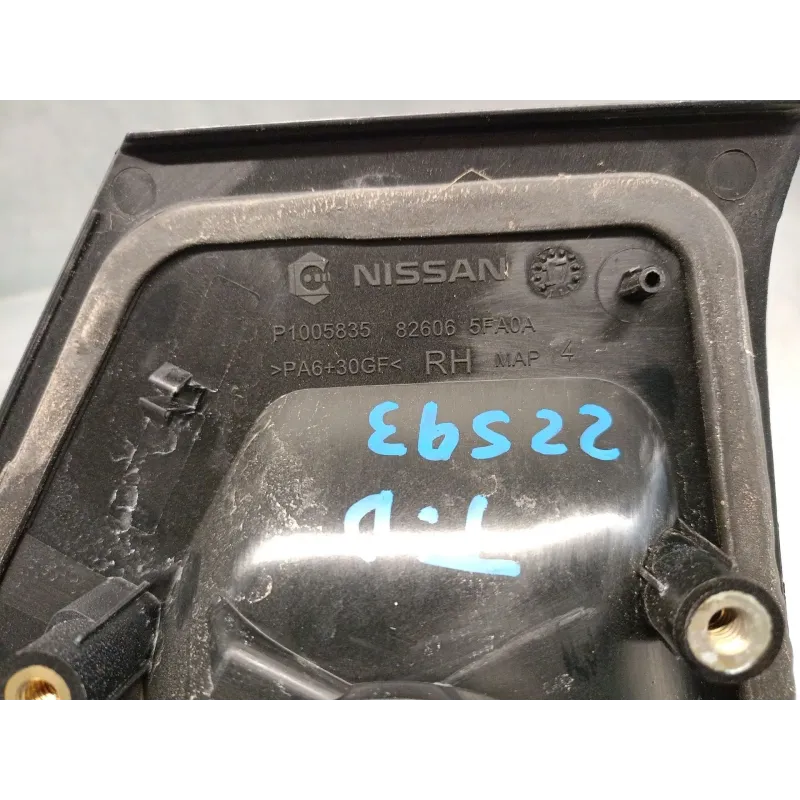 NISSAN
P1005835 82606 5FA0A
>PA6+30GF< RH MAP 4
22593
T.D